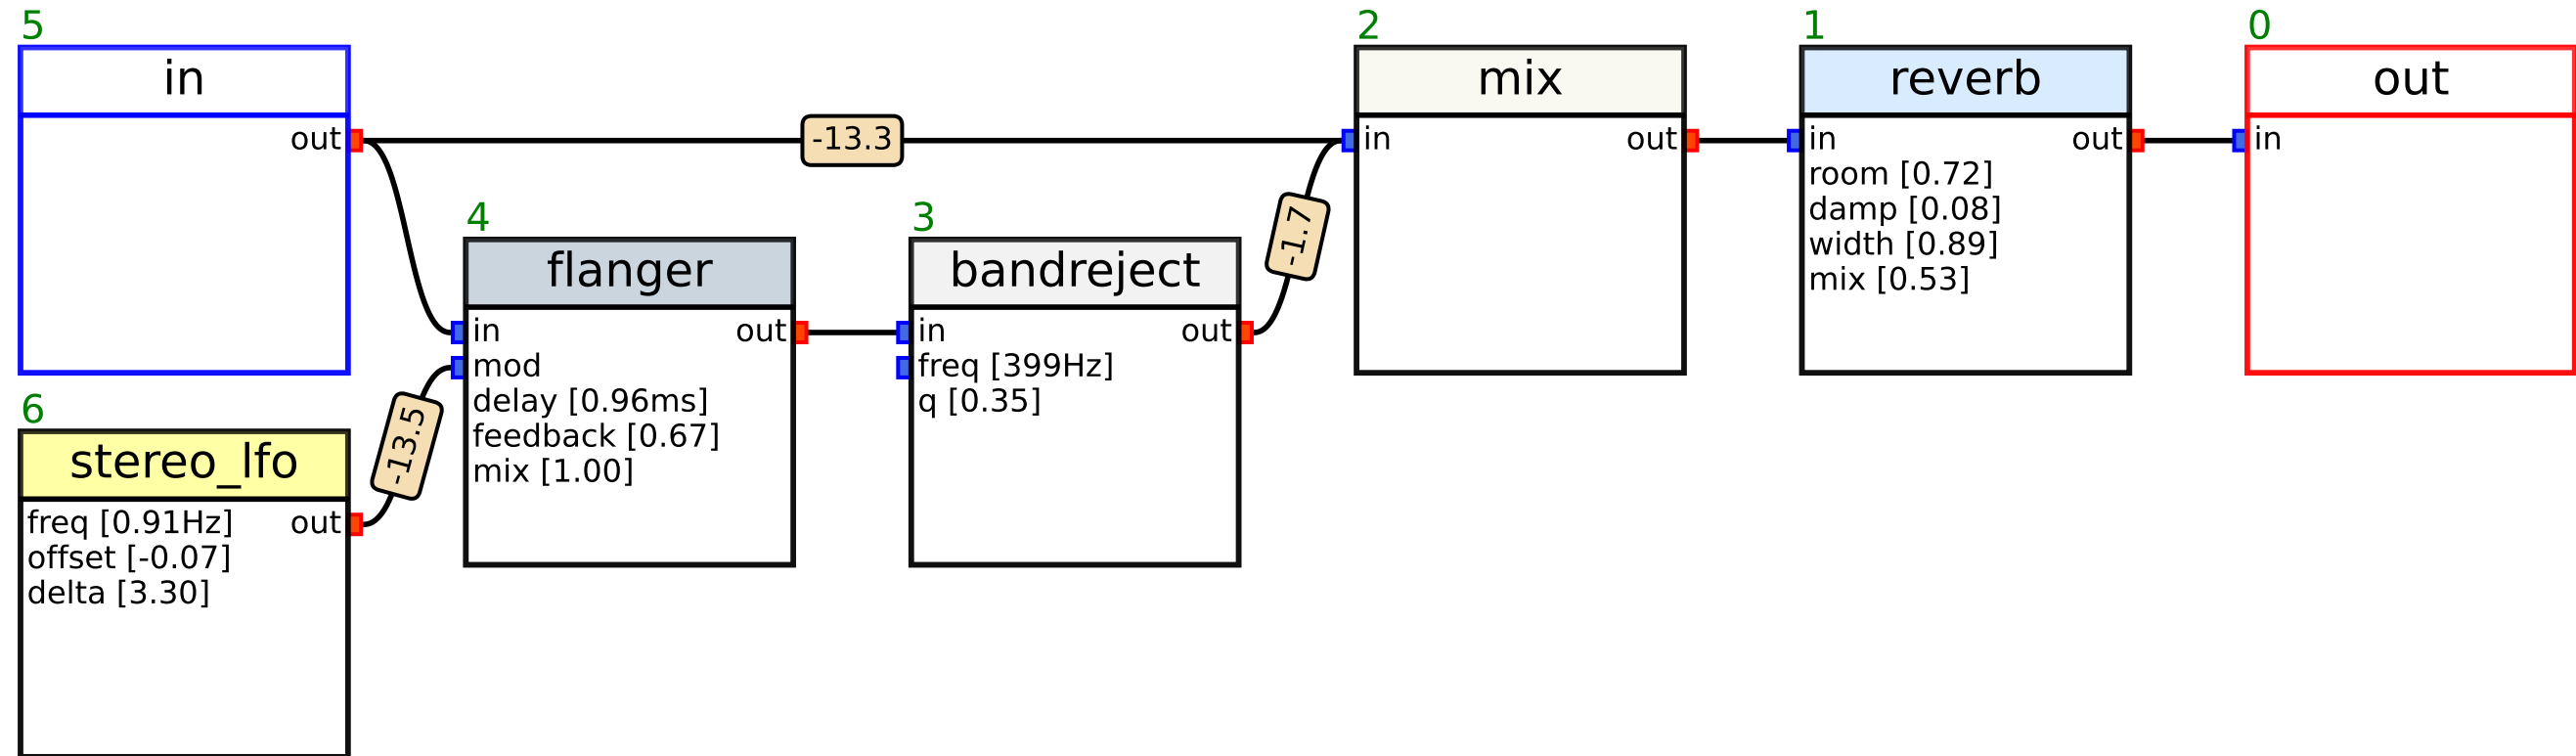 5
in
out
-13.3
2
mix
in
out
1
reverb
in
out
room [0.72]
damp [0.08]
width [0.89]
mix [0.53]
0
out
in
4
flanger
in
out
mod
delay [0.96ms]
feedback [0.67]
mix [1.00]
3
bandreject
in
out
freq [399Hz]
q [0.35]
-1.7
6
stereo_lfo
freq [0.91Hz]
out
offset [-0.07]
delta [3.30]
-13.5